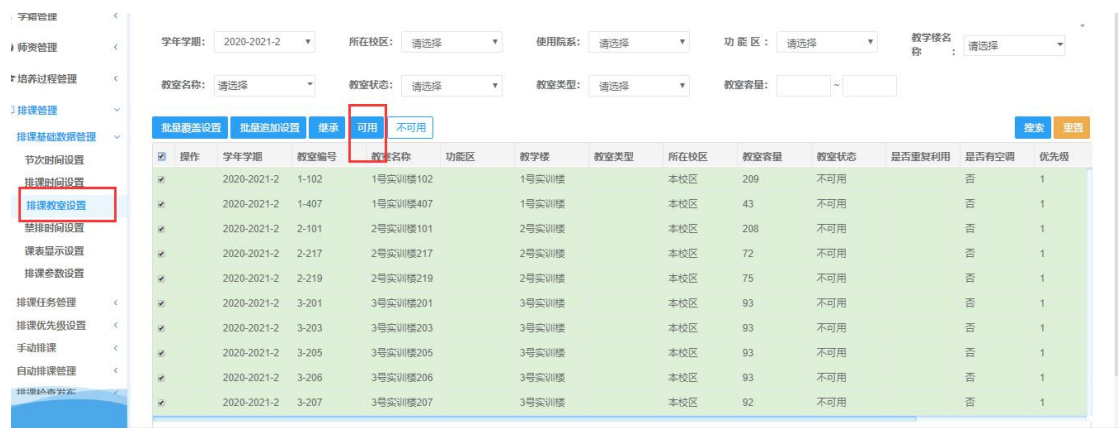 学籍管理
师资管理
培养过程管理
排课管理
排课基础数据管理
节次时间设置
排课时间设置
排课教室设置
禁排时间设置
课表显示设置
排课参数设置
排课任务管理
排课优先级设置
手动排课
自动排课管理
排课检查发布
学年学期: 2020-2021-2 所在校区: 请选择 使用院系: 请选择 功 能 区 : 请选择 教学楼名称 : 请选择
教室名称: 请选择 教室状态: 请选择 教室类型: 请选择 教室容量: ~
批量覆盖设置 批量追加设置 继承 可用 不可用 搜索 重置
操作 学年学期 教室编号 教室名称 功能区 教学楼 教室类型 所在校区 教室容量 教室状态 是否重复利用 是否有空调 优先级
2020-2021-2 1-102 1号实训楼102 1号实训楼 本校区 209 不可用 否 1
2020-2021-2 1-407 1号实训楼407 1号实训楼 本校区 43 不可用 否 1
2020-2021-2 2-101 2号实训楼101 2号实训楼 本校区 208 不可用 否 1
2020-2021-2 2-217 2号实训楼217 2号实训楼 本校区 72 不可用 否 1
2020-2021-2 2-219 2号实训楼219 2号实训楼 本校区 75 不可用 否 1
2020-2021-2 3-201 3号实训楼201 3号实训楼 本校区 93 不可用 否 1
2020-2021-2 3-203 3号实训楼203 3号实训楼 本校区 93 不可用 否 1
2020-2021-2 3-205 3号实训楼205 3号实训楼 本校区 93 不可用 否 1
2020-2021-2 3-206 3号实训楼206 3号实训楼 本校区 93 不可用 否 1
2020-2021-2 3-207 3号实训楼207 3号实训楼 本校区 92 不可用 否 1